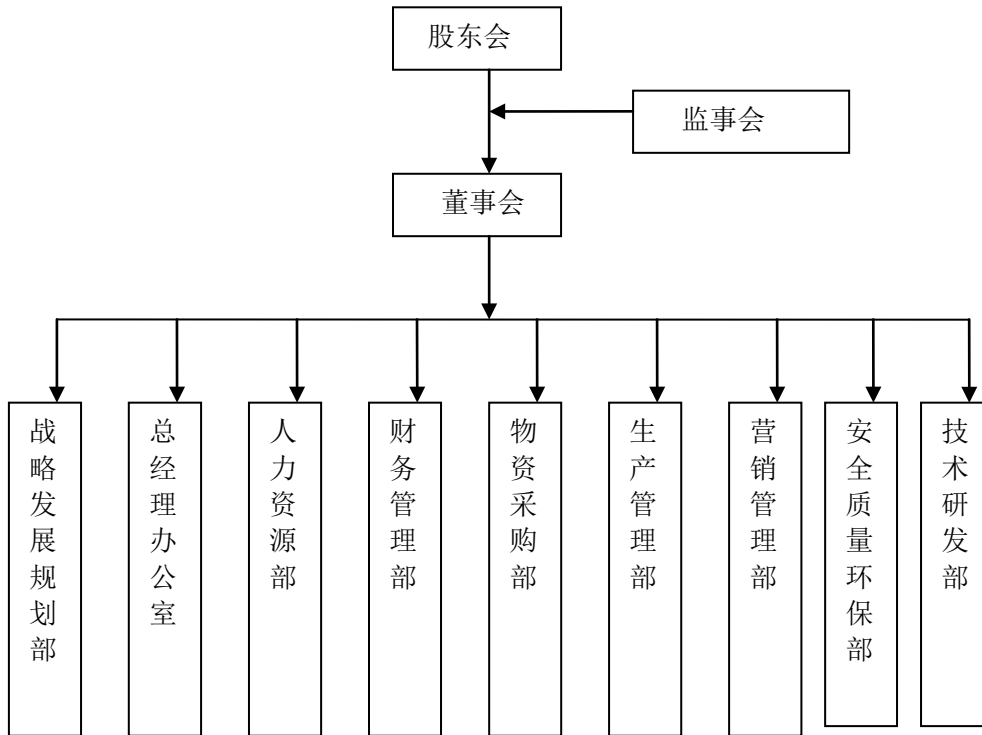 股东会
监事会
董事会
战略发展规划部
总经理办公室
人力资源部
财务管理部
物资采购部
生产管理部
营销管理部
安全质量环保部
技术研发部